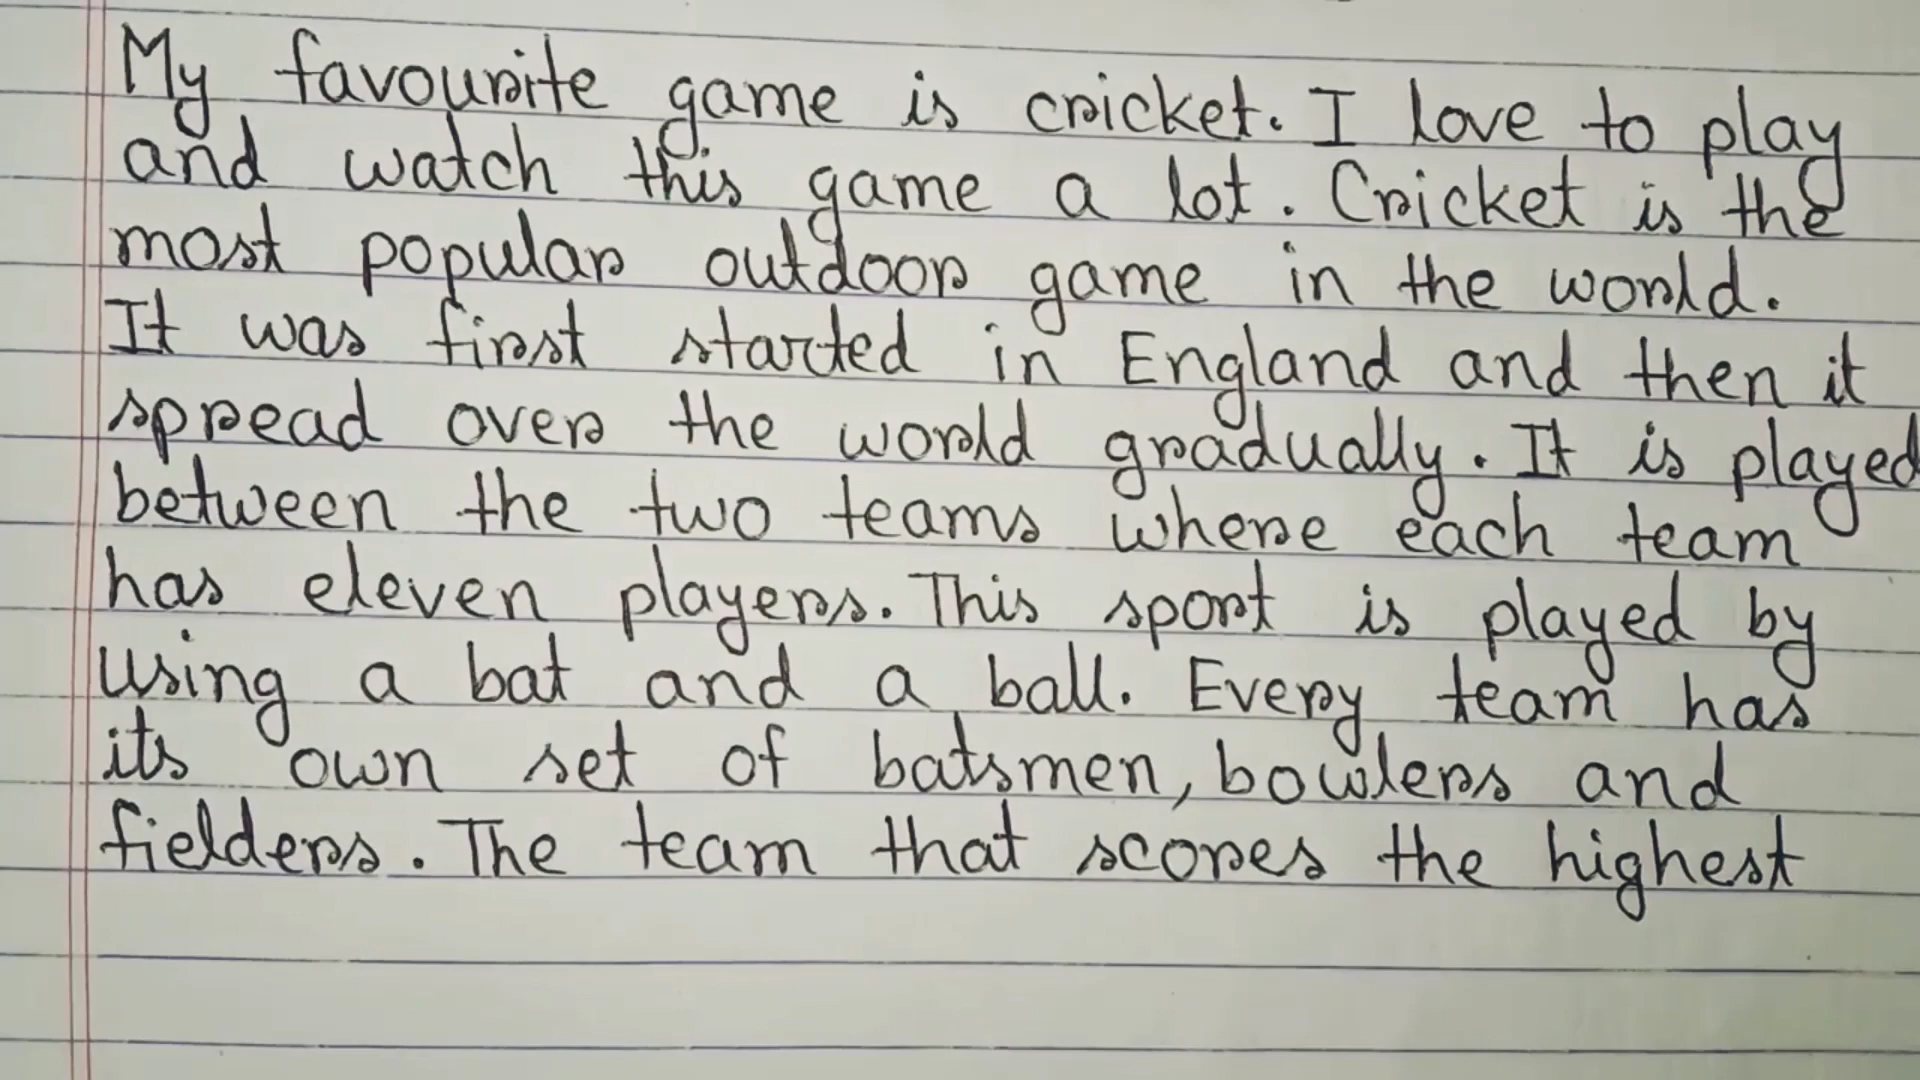 My favourite game is cricket. I love to play
and watch this game a lot. Cricket is the
most popular outdoor game in the world.
It was first started in England and then it
spread over the world gradually. It is played
between the two teams where each team
has eleven players. This sport is played by
using a bat and a ball. Every team has
its own set of batsmen, bowlers and
fielders. The team that scores the highest